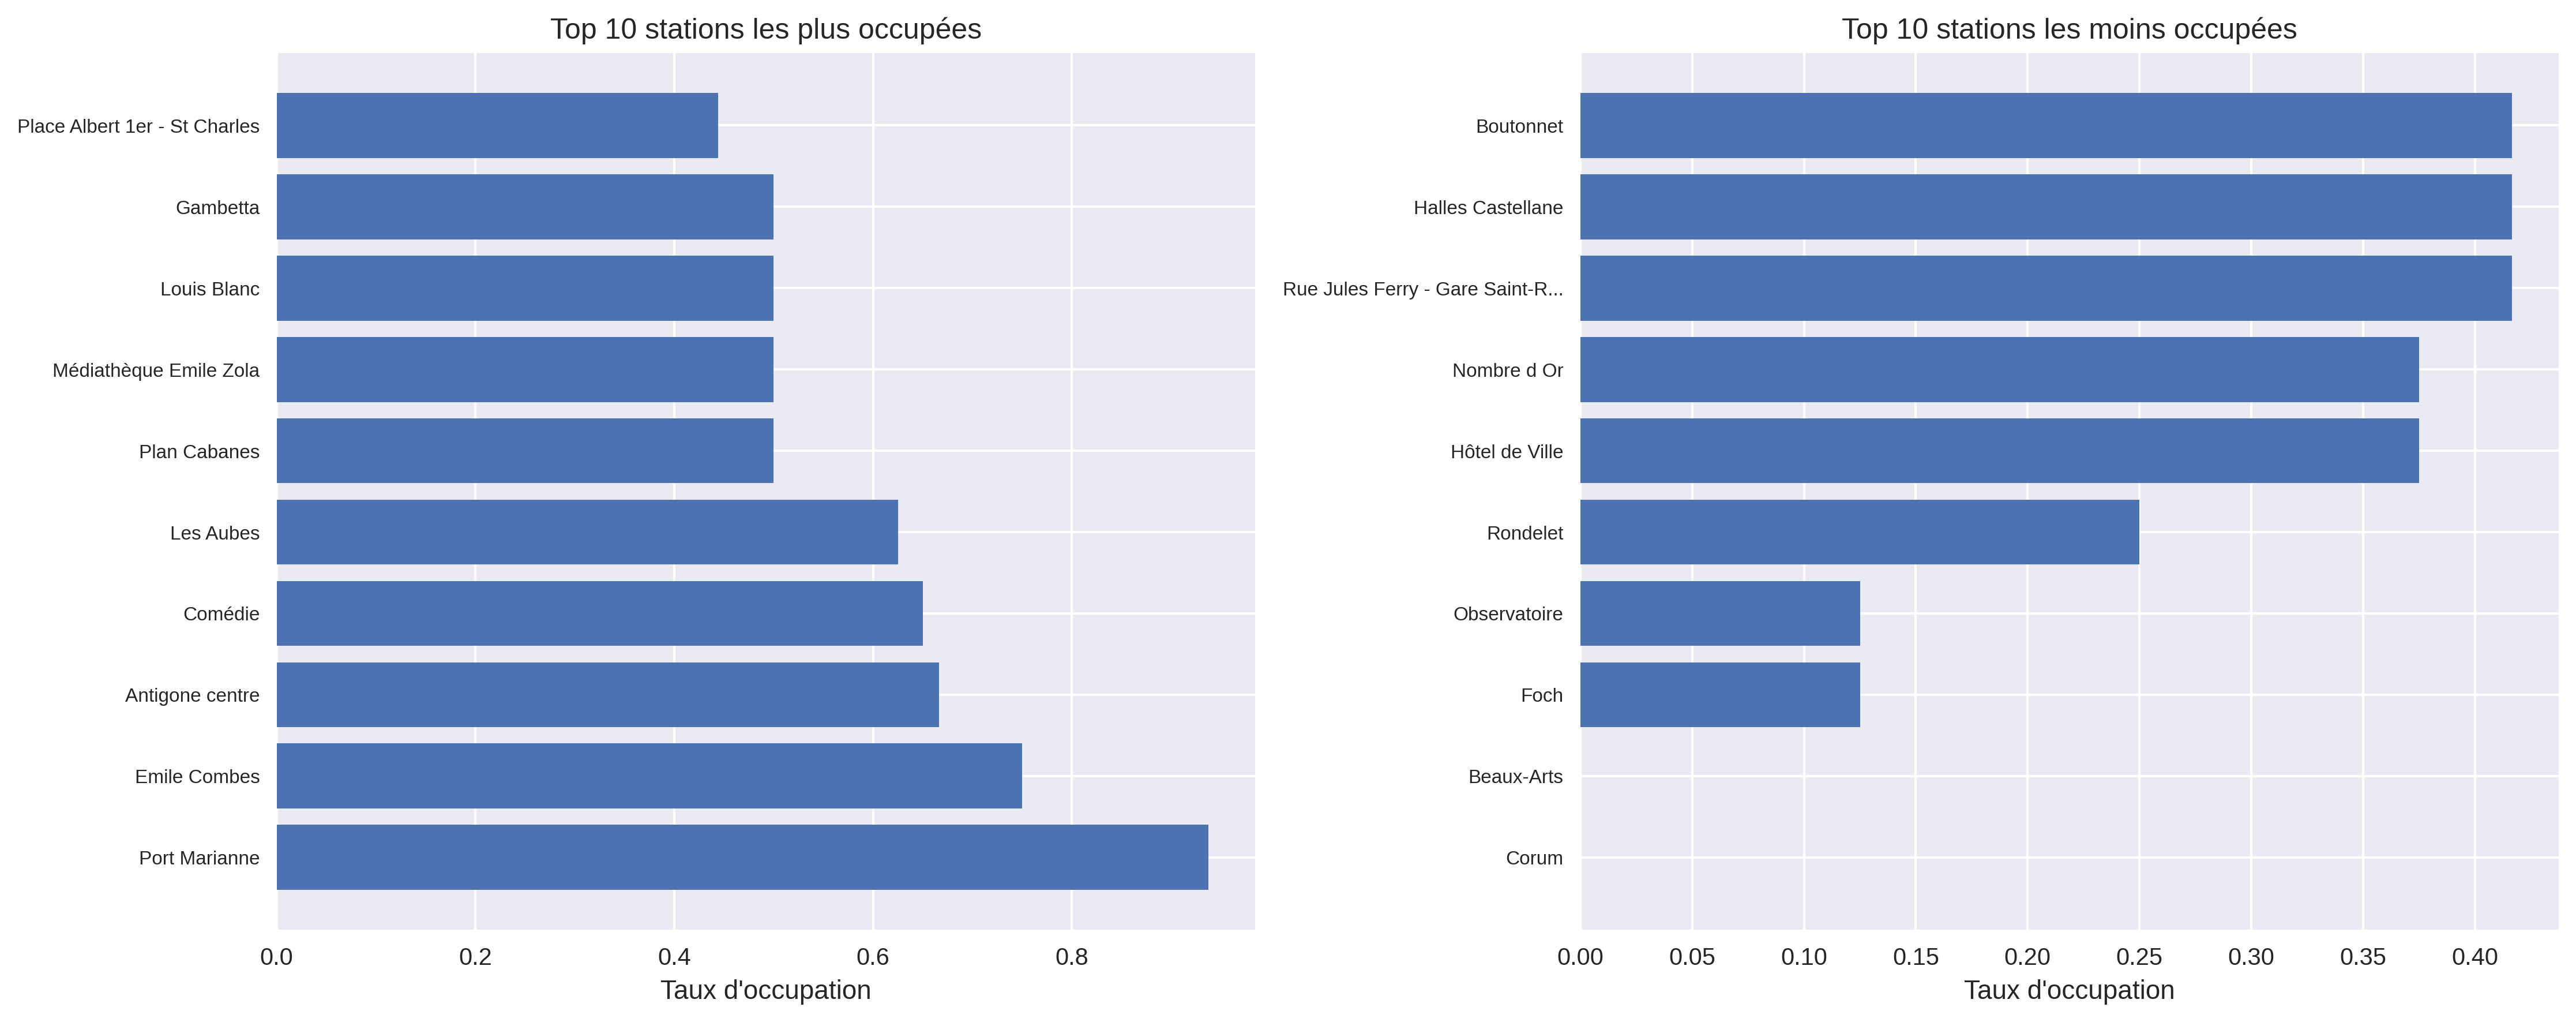 Top 10 stations les plus occupées
Place Albert 1er - St Charles
Gambetta
Louis Blanc
Médiathèque Emile Zola
Plan Cabanes
Les Aubes
Comédie
Antigone centre
Emile Combes
Port Marianne
0.0 0.2 0.4 0.6 0.8
Taux d'occupation
Top 10 stations les moins occupées
Boutonnet
Halles Castellane
Rue Jules Ferry - Gare Saint-R...
Nombre d Or
Hôtel de Ville
Rondelet
Observatoire
Foch
Beaux-Arts
Corum
0.00 0.05 0.10 0.15 0.20 0.25 0.30 0.35 0.40
Taux d'occupation